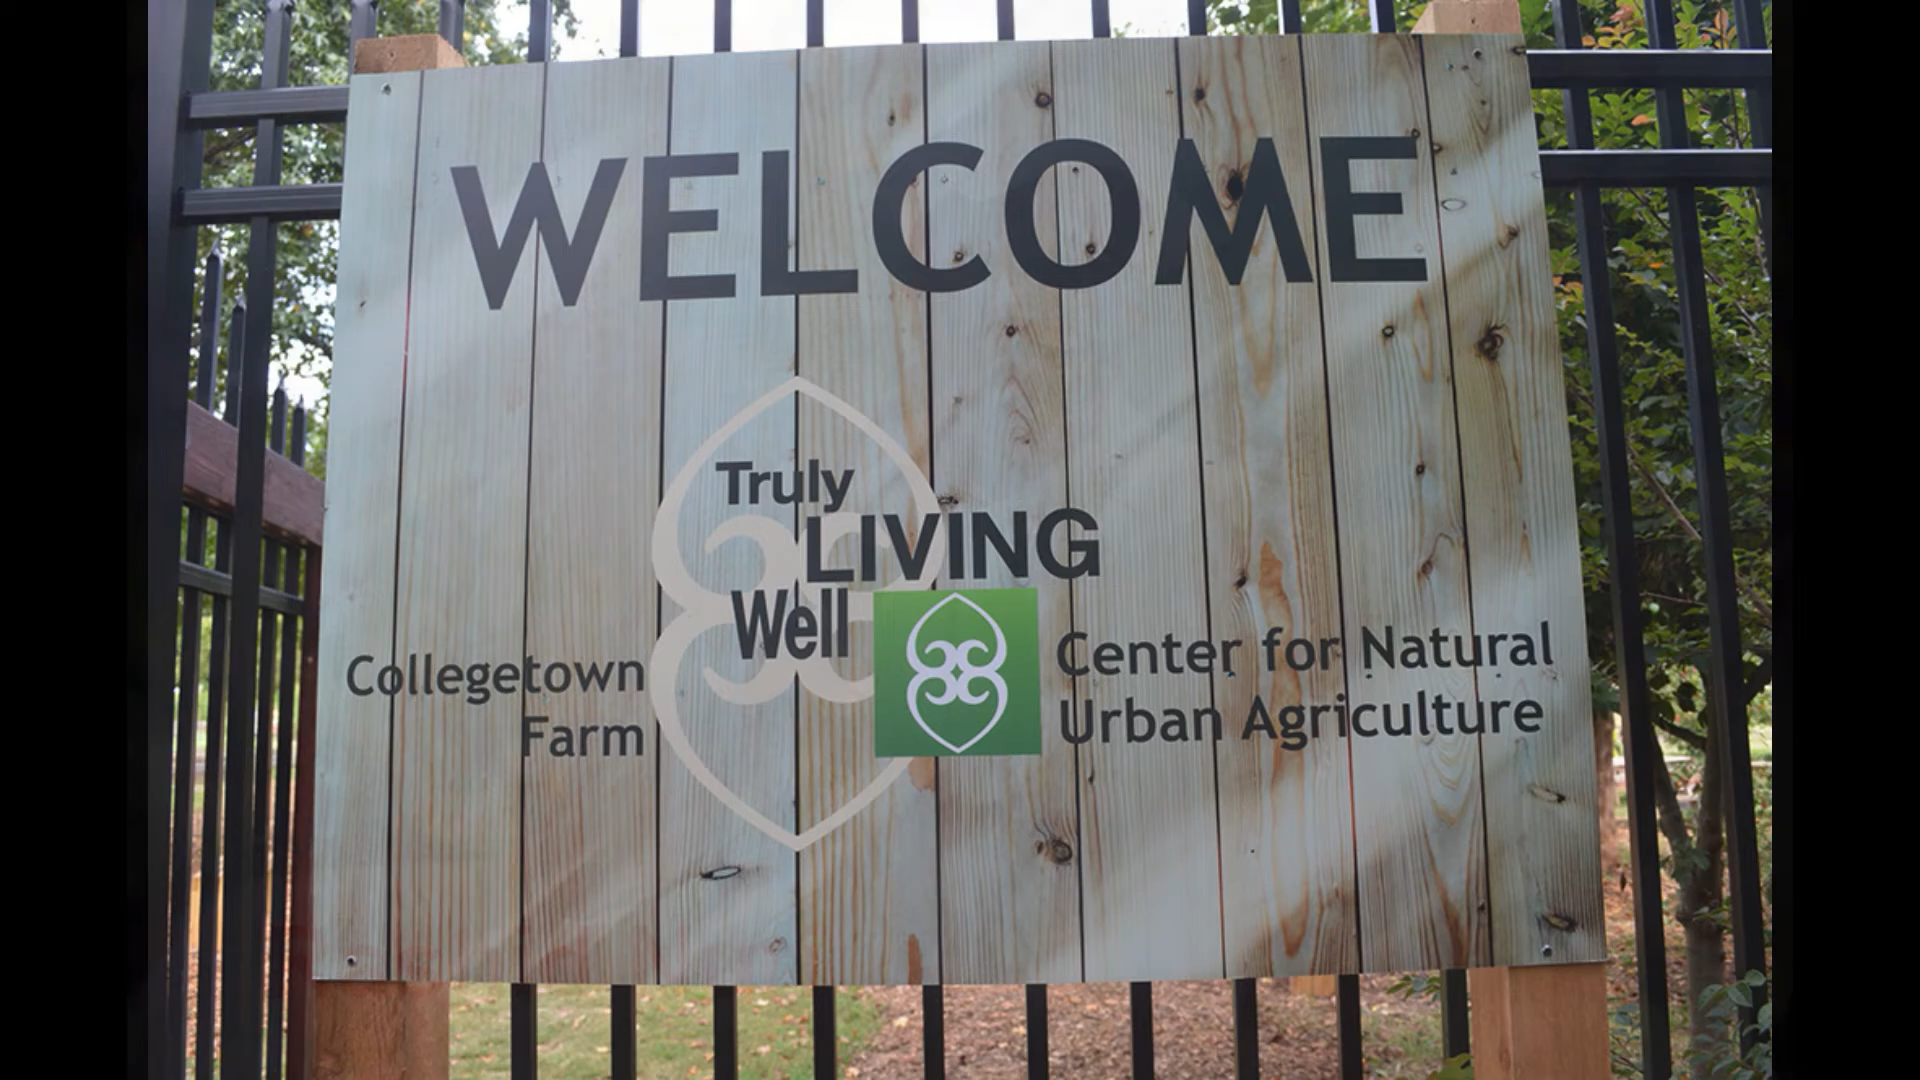 WELCOME
Truly
LIVING
Well
Collegetown
Farm
Center for Natural
Urban Agriculture